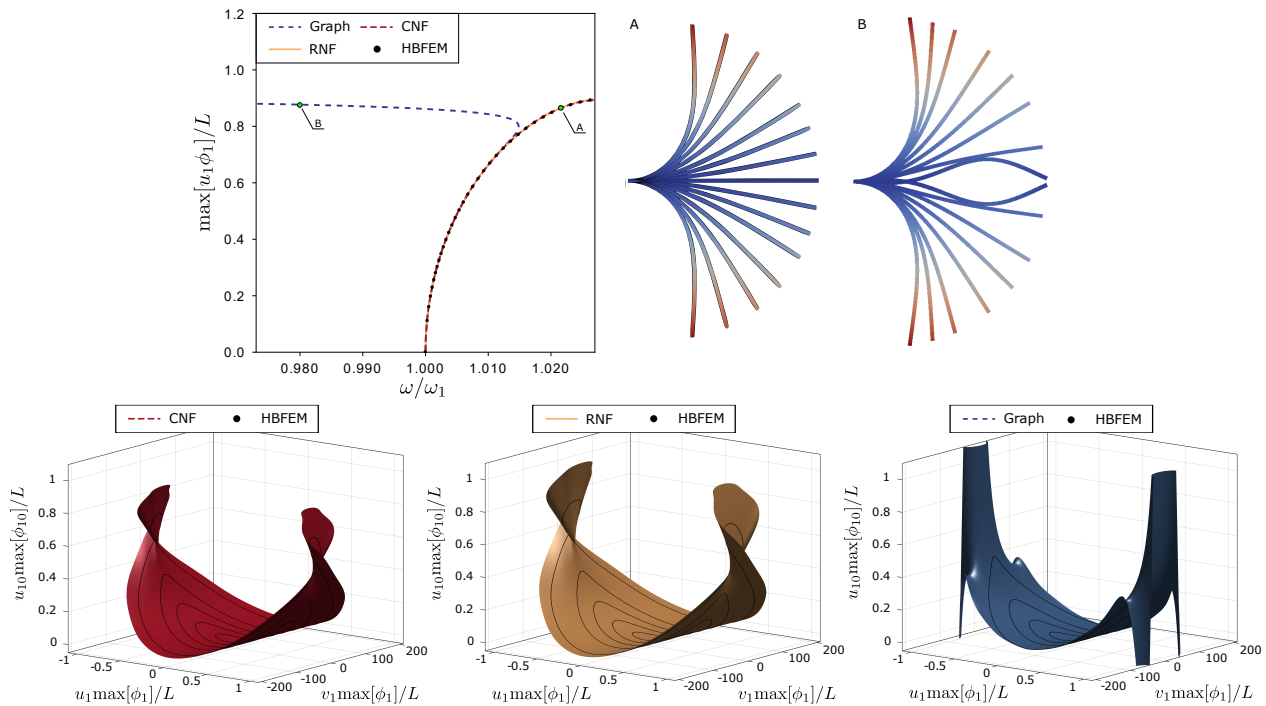 1.2
1.0
0.8
0.6
0.4
0.2
0.0
max[u₁ϕ₁]/L
Graph
CNF
RNF
HBFEM
B
A
0.980
0.990
1.000
1.010
1.020
ω/ω₁
A
B
CNF
HBFEM
1
0.8
0.6
0.4
0.2
0
u₁₀max[ϕ₁₀]/L
-1
-0.5
0
0.5
1
u₁max[ϕ₁]/L
-200
-100
0
100
200
v₁max[ϕ₁]/L
RNF
HBFEM
1
0.8
0.6
0.4
0.2
0
u₁₀max[ϕ₁₀]/L
-1
-0.5
0
0.5
1
u₁max[ϕ₁]/L
-200
-100
0
100
200
v₁max[ϕ₁]/L
Graph
HBFEM
1
0.8
0.6
0.4
0.2
0
u₁₀max[ϕ₁₀]/L
-1
-0.5
0
0.5
1
u₁max[ϕ₁]/L
-200
-100
0
100
200
v₁max[ϕ₁]/L